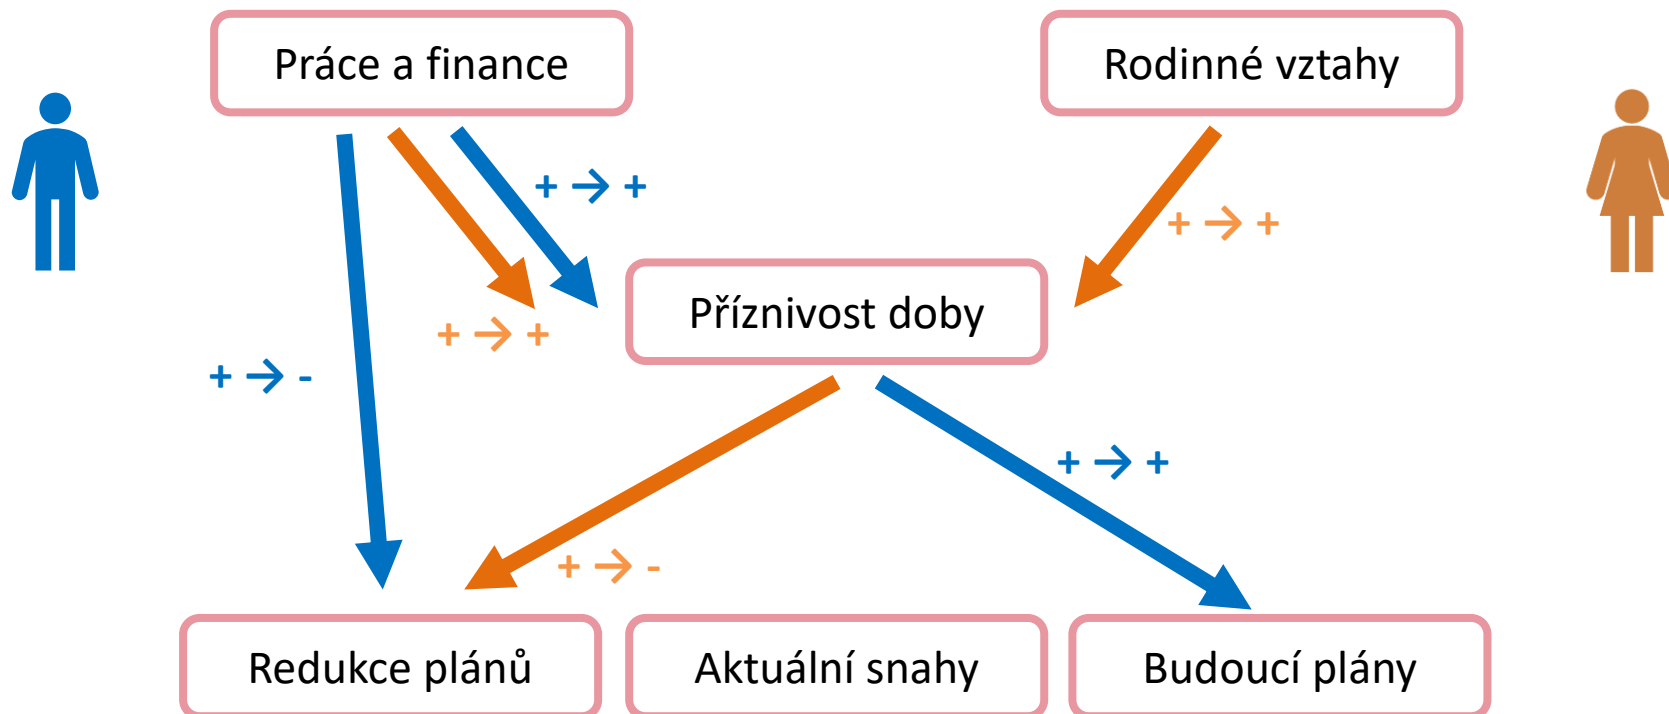 Práce a finance
Rodinné vztahy
+ → +
+ → +
Příznivost doby
+ → +
+ → -
+ → +
+ → -
Redukce plánů
Aktuální snahy
Budoucí plány